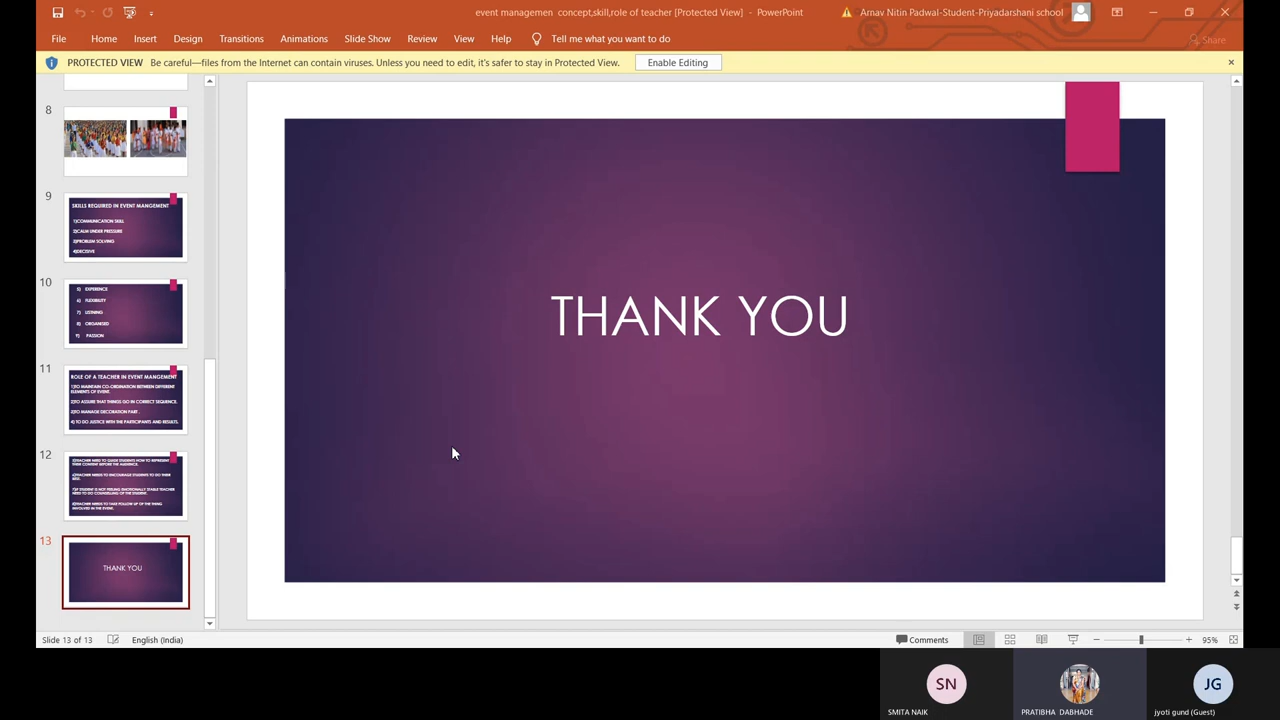 event managemen concept,skill,role of teacher [Protected View] - PowerPoint
Arnav Nitin Padwal-Student-Priyadarshani school
File Home Insert Design Transitions Animations Slide Show Review View Help Tell me what you want to do
Share
PROTECTED VIEW Be careful—files from the Internet can contain viruses. Unless you need to edit, it's safer to stay in Protected View. Enable Editing
8
9
SKILLS REQUIRED IN EVENT MANGEMENT
1)COMMUNICATION SKILL
2)CALM UNDER PRESSURE
3)PROBLEM SOLVING
4)DECISIVE
10
5) EXPERIENCE
6) FLEXIBILITY
7) LISTNING
8) ORGANISED
9) PASSION
11
ROLE OF A TEACHER IN EVENT MANGEMENT
1)TO MAINTAIN CO-ORDINATION BETWEEN DIFFERENT
ELEMENTS OF EVENT.
2)TO ASSURE THAT THINGS GO IN CORRECT SEQUENCE.
3)TO MANAGE DECORATION PART .
4) TO DO JUSTICE WITH THE PARTICIPANTS AND RESULTS.
12
5)TEACHER NEED TO GUIDE STUDENTS HOW TO REPRESENT
THEIR CONTENT BEFORE THE AUDIENCE.
6)TEACHER NEEDS TO ENCOURAGE STUDENTS TO DO THEIR
BEST.
7)IF STUDENT IS NOT FEELING EMOTIONALLY STABLE TEACHER
NEED TO DO COUNSELLING OF THE STUDENT.
8)TEACHER NEEDS TO TAKE FOLLOW UP OF THE THING
INVOLVED IN THE EVENT.
13
THANK YOU
THANK YOU
Slide 13 of 13 English (India) Comments 95%
SN
SMITA NAIK
PRATIBHA DABHADE
JG
jyoti gund (Guest)